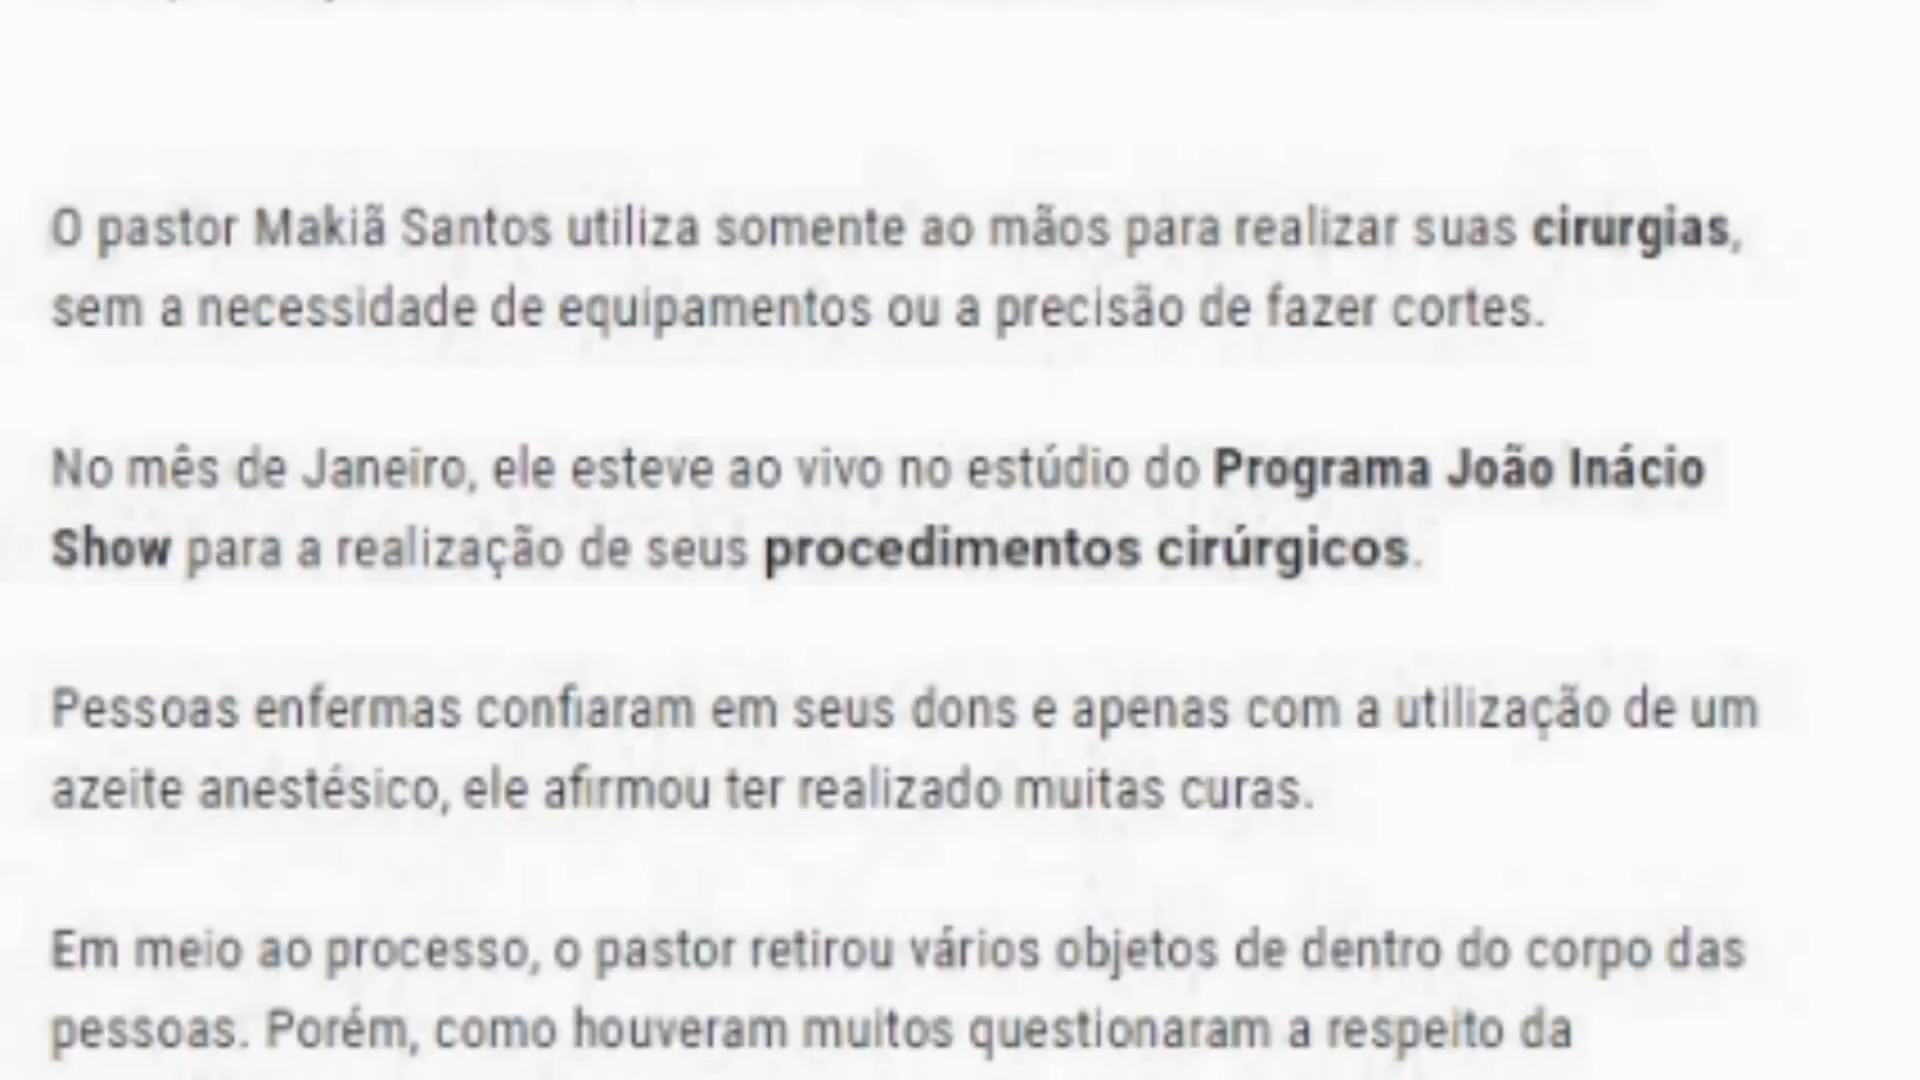 O pastor Makiã Santos utiliza somente ao mãos para realizar suas cirurgias,
sem a necessidade de equipamentos ou a precisão de fazer cortes.
No mês de Janeiro, ele esteve ao vivo no estúdio do Programa João Inácio
Show para a realização de seus procedimentos cirúrgicos.
Pessoas enfermas confiaram em seus dons e apenas com a utilização de um
azeite anestésico, ele afirmou ter realizado muitas curas.
Em meio ao processo, o pastor retirou vários objetos de dentro do corpo das
pessoas. Porém, como houveram muitos questionaram a respeito da